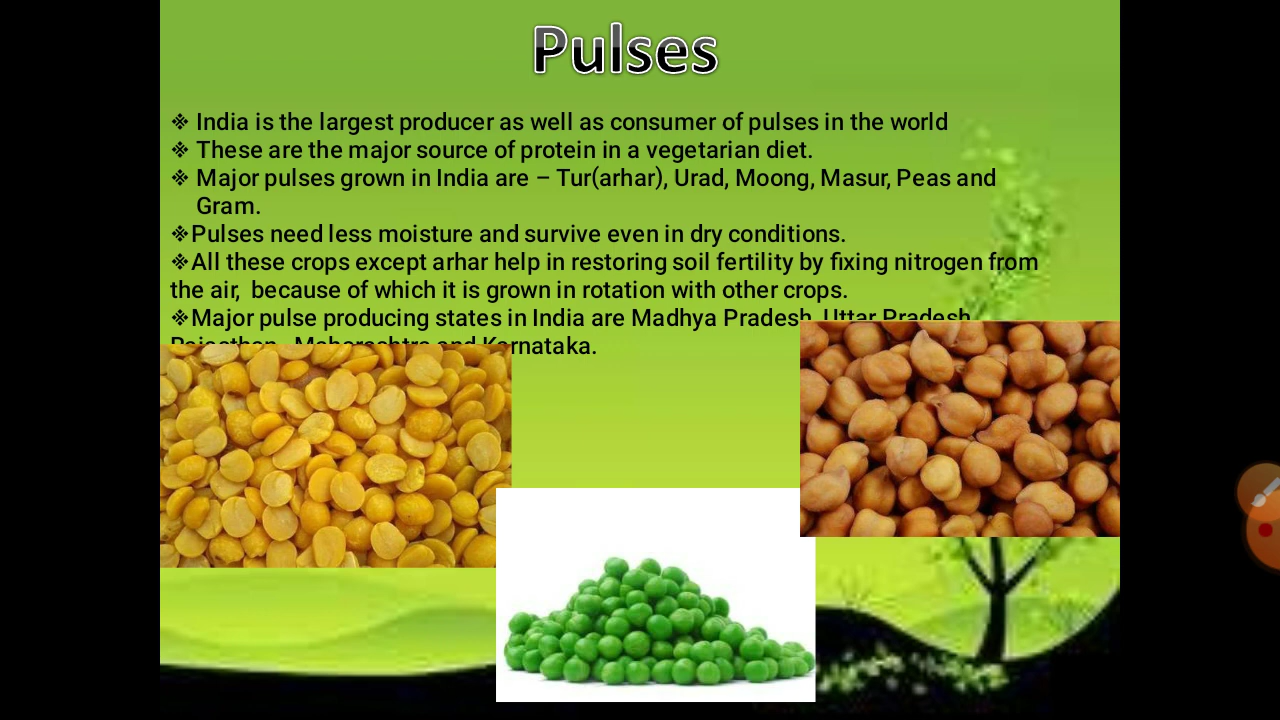 Pulses
❖ India is the largest producer as well as consumer of pulses in the world
❖ These are the major source of protein in a vegetarian diet.
❖ Major pulses grown in India are – Tur(arhar), Urad, Moong, Masur, Peas and
Gram.
❖Pulses need less moisture and survive even in dry conditions.
❖All these crops except arhar help in restoring soil fertility by fixing nitrogen from
the air,  because of which it is grown in rotation with other crops.
❖Major pulse producing states in India are Madhya Pradesh, Uttar Pradesh,
Rajasthan, Maharashtra and Karnataka.